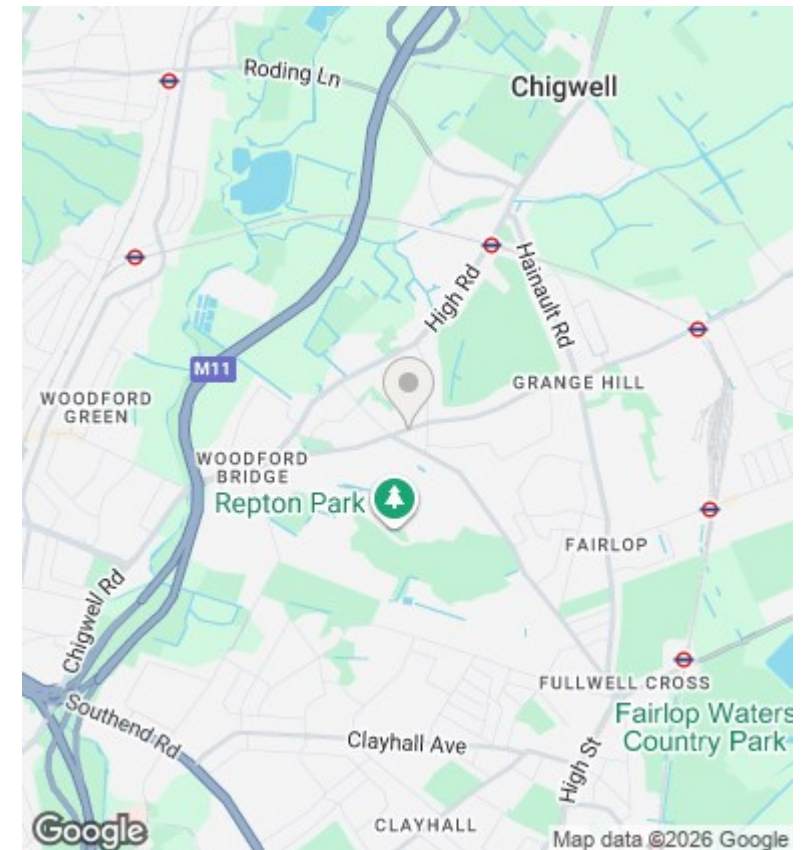 Roding Ln
Chigwell
High Rd
Hainault Rd
M11
WOODFORD
GREEN
GRANGE HILL
WOODFORD
BRIDGE
Repton Park
FAIRLOP
Chigwell Rd
FULLWELL CROSS
Southend Rd
Fairlop Waters
Country Park
Clayhall Ave
High St
CLAYHALL
Google
Map data ©2026 Google